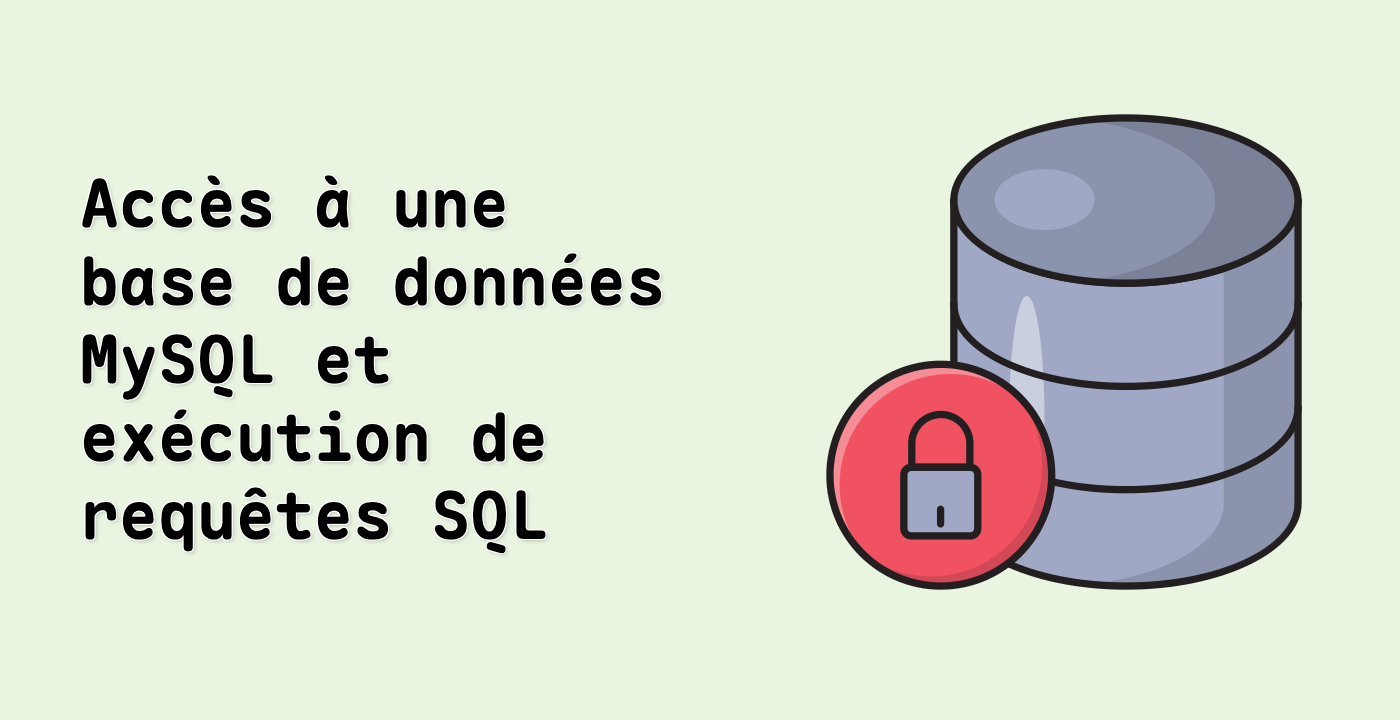 Accès à une
base de données
MySQL et
exécution de
requêtes SQL